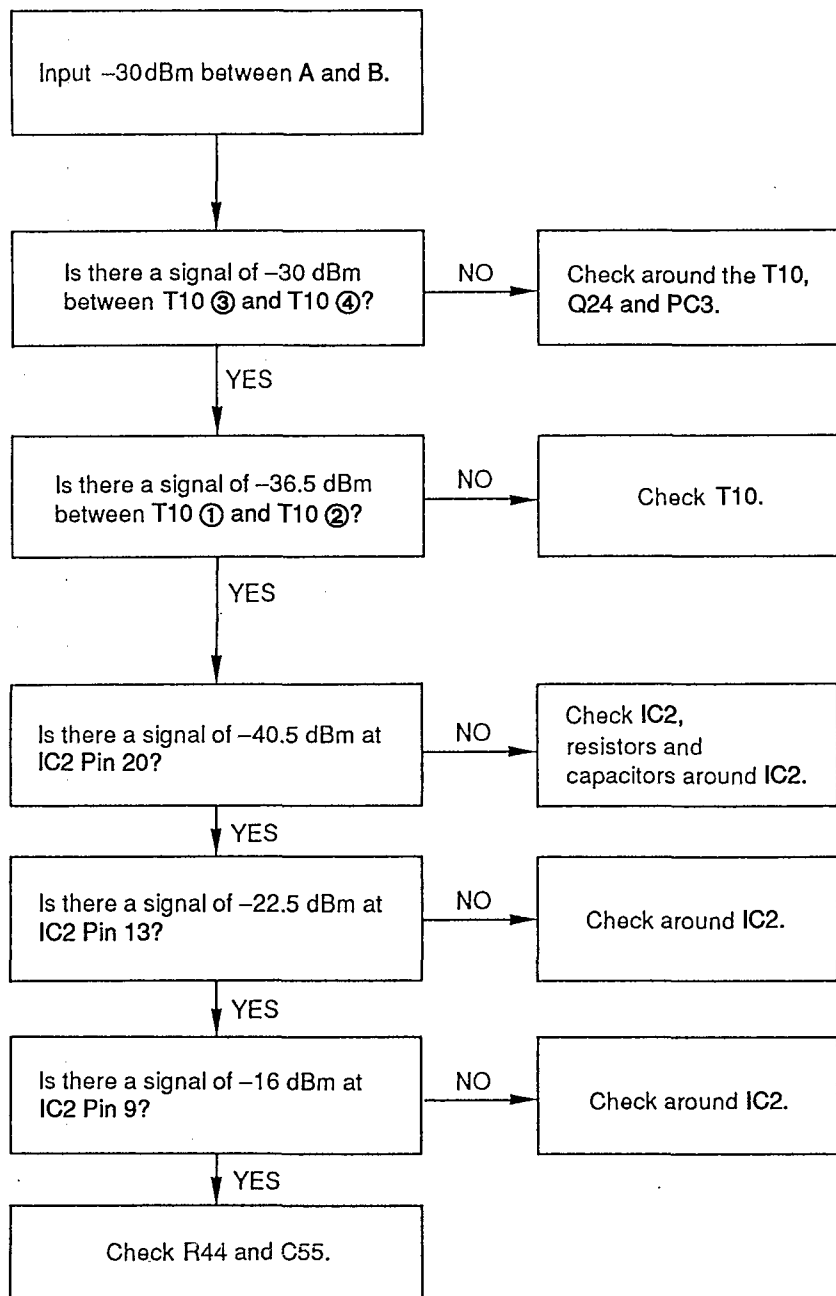 Input –30dBm between A and B.
Is there a signal of –30 dBm
between T10 ③ and T10 ④?
NO
Check around the T10,
Q24 and PC3.
YES
Is there a signal of –36.5 dBm
between T10 ① and T10 ②?
NO
Check T10.
YES
Is there a signal of –40.5 dBm at
IC2 Pin 20?
NO
Check IC2,
resistors and
capacitors around IC2.
YES
Is there a signal of –22.5 dBm at
IC2 Pin 13?
NO
Check around IC2.
YES
Is there a signal of –16 dBm at
IC2 Pin 9?
NO
Check around IC2.
YES
Check R44 and C55.